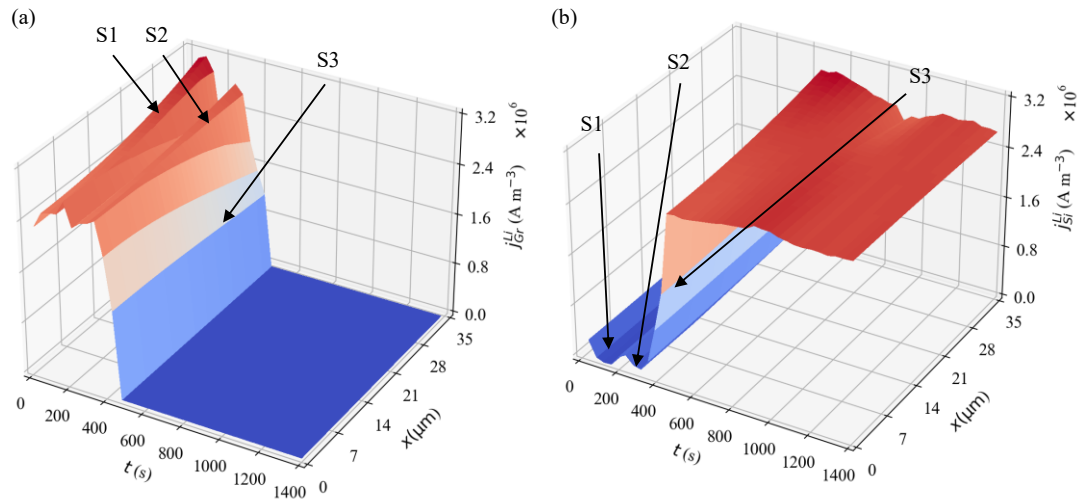 (a)
S1
S2
S3
3.2
×10⁶
2.4
1.6
0.8
0.0
j_{Gr}^{Li} (A m⁻³)
35
28
21
14
7
0
x(μm)
0
200
400
600
800
1000
1200
1400
t (s)
(b)
S1
S2
S3
3.2
×10⁶
2.4
1.6
0.8
0.0
j_{Si}^{Li} (A m⁻³)
35
28
21
14
7
0
x(μm)
0
200
400
600
800
1000
1200
1400
t (s)